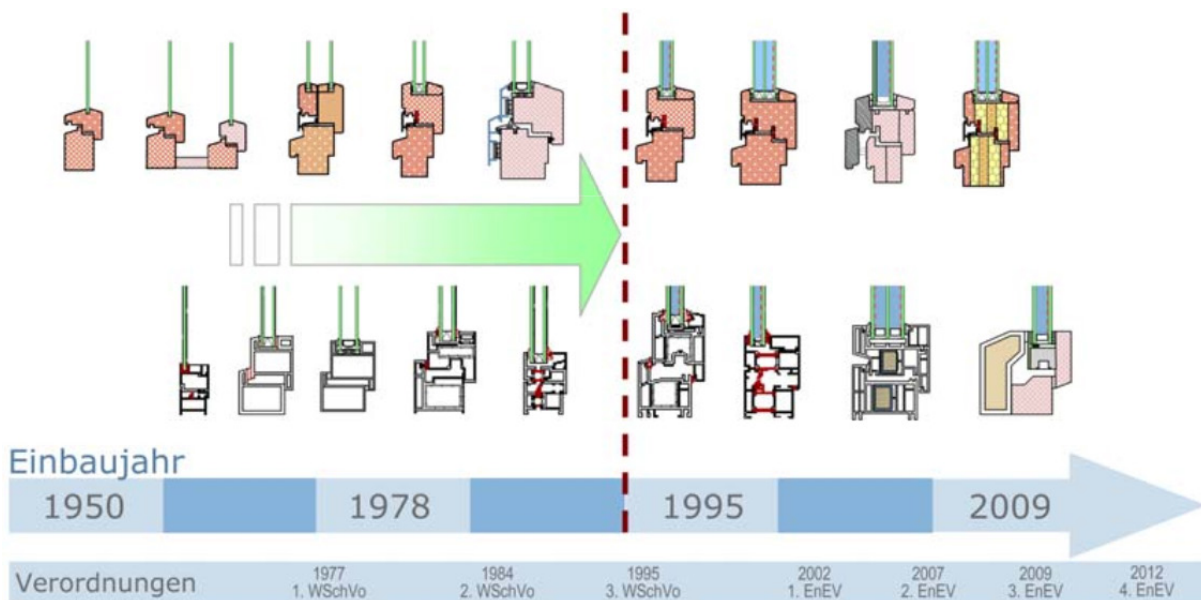 Einbaujahr
1950 1978 1995 2009
Verordnungen
1977 1984 1995 2002 2007 2009 2012
1. WSchVo 2. WSchVo 3. WSchVo 1. EnEV 2. EnEV 3. EnEV 4. EnEV